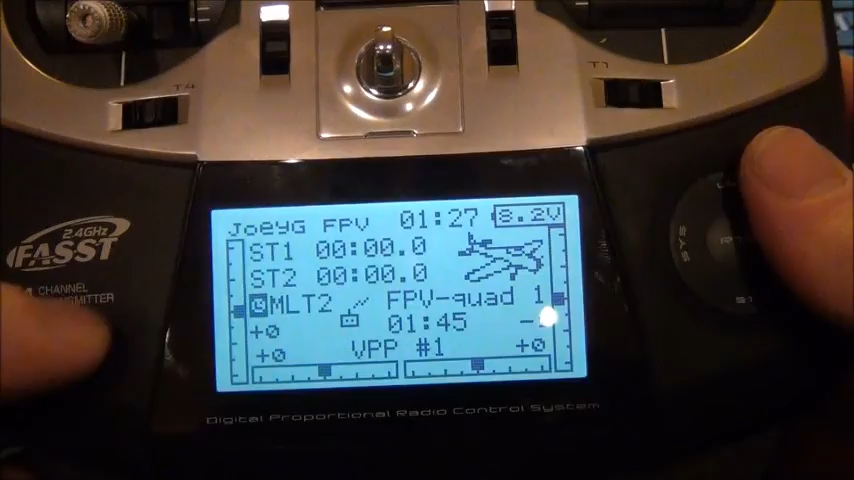 T4
T1
2.4GHz
FASST
CHANNEL
JoeyG FPV 01:27 8.2V
ST1 00:00.0
ST2 00:00.0
MLT2 FPV-quad 1
01:45
+0
+0 VPP #1 +0
SYS
Digital Proportional Radio Control System